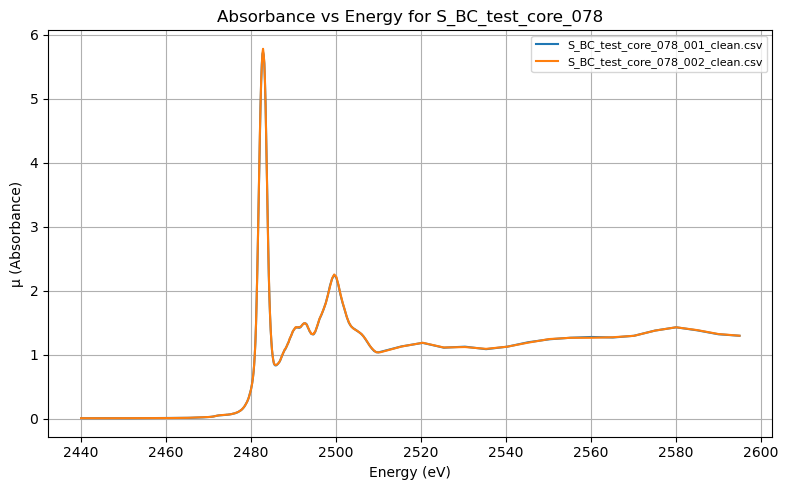 Absorbance vs Energy for S_BC_test_core_078
S_BC_test_core_078_001_clean.csv
S_BC_test_core_078_002_clean.csv
6
5
4
3
2
1
0
μ (Absorbance)
2440 2460 2480 2500 2520 2540 2560 2580 2600
Energy (eV)